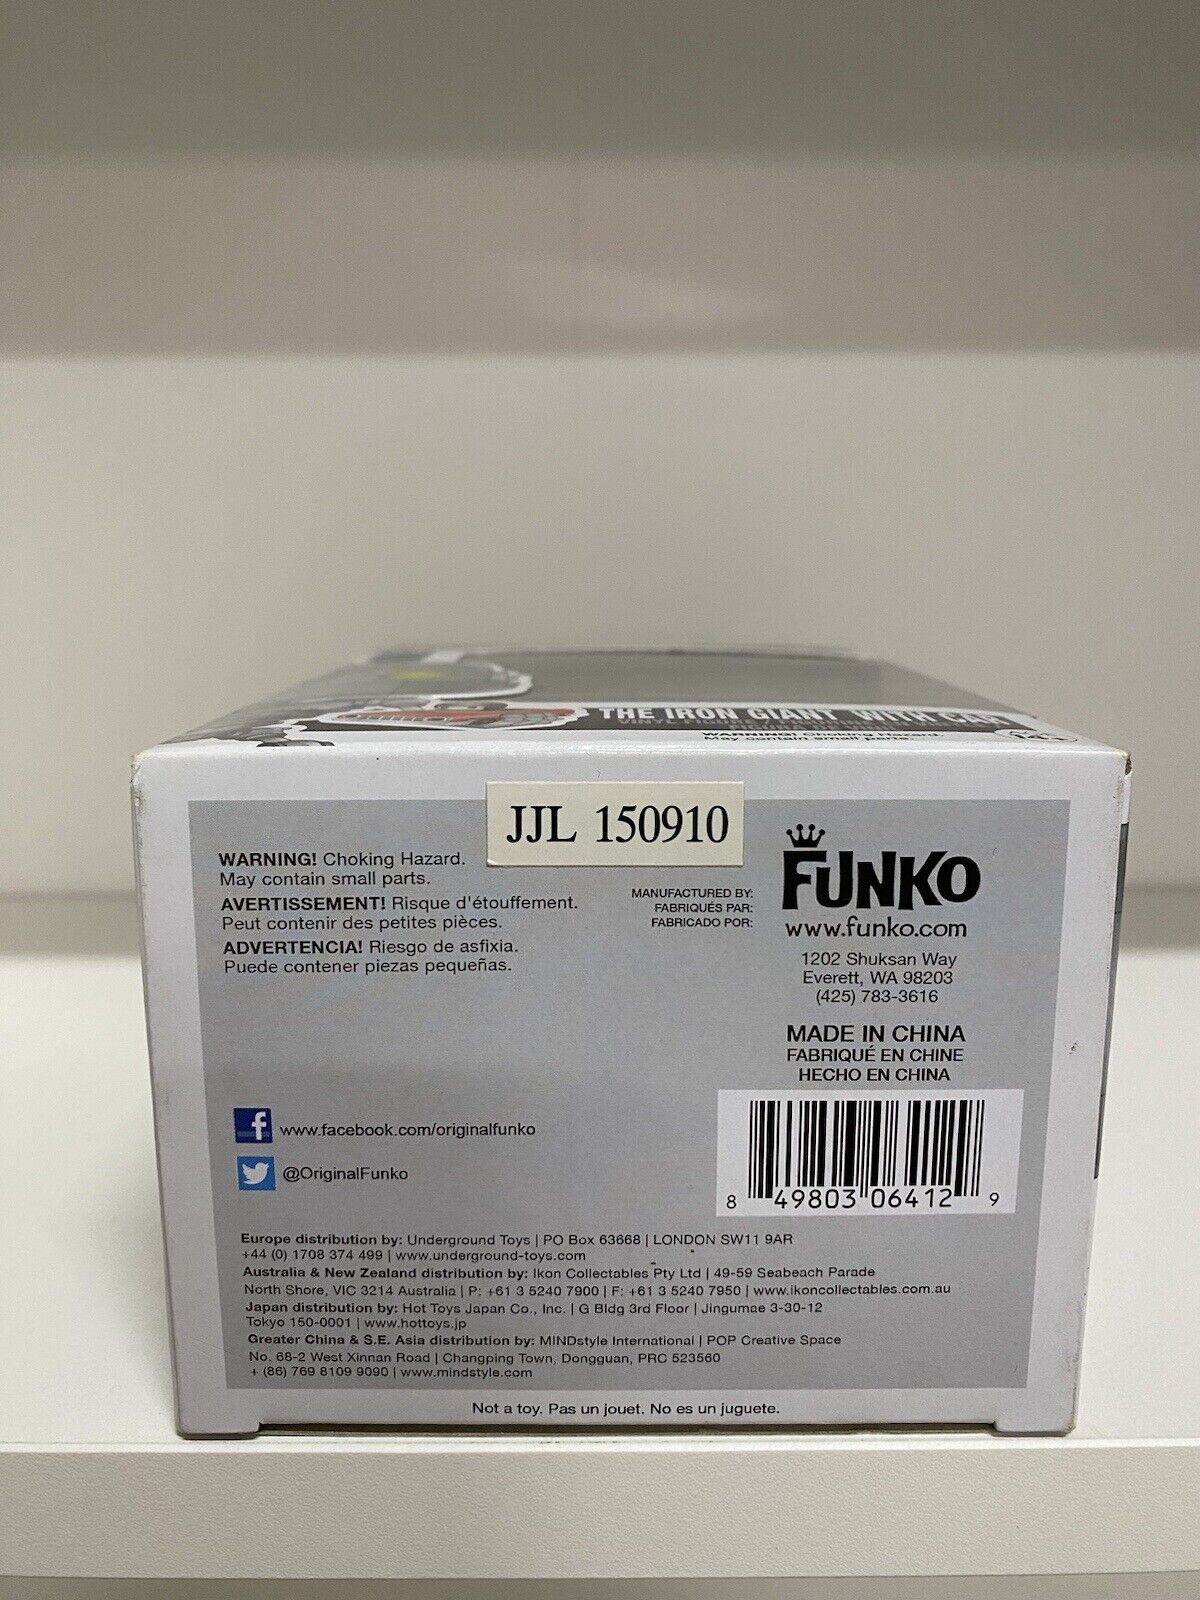 THE IRON GIANT WITH CAR
WARNING! Choking Hazard.
May contain small parts.
JJL 150910
WARNING! Choking Hazard.
May contain small parts.
AVERTISSEMENT! Risque d'étouffement.
Peut contenir des petites pièces.
ADVERTENCIA! Riesgo de asfixia.
Puede contener piezas pequeñas.
MANUFACTURED BY:
FABRIQUÉS PAR:
FABRICADO POR:
FUNKO
www.funko.com
1202 Shuksan Way
Everett, WA 98203
(425) 783-3616
MADE IN CHINA
FABRIQUÉ EN CHINE
HECHO EN CHINA
f www.facebook.com/originalfunko
@OriginalFunko
8 49803 06412 9
Europe distribution by: Underground Toys | PO Box 63668 | LONDON SW11 9AR
+44 (0) 1708 374 499 | www.underground-toys.com
Australia & New Zealand distribution by: Ikon Collectables Pty Ltd | 49-59 Seabeach Parade
North Shore, VIC 3214 Australia | P: +61 3 5240 7900 | F: +61 3 5240 7950 | www.ikoncollectables.com.au
Japan distribution by: Hot Toys Japan Co., Inc. | G Bldg 3rd Floor | Jingumae 3-30-12
Tokyo 150-0001 | www.hottoys.jp
Greater China & S.E. Asia distribution by: MINDstyle International | POP Creative Space
No. 68-2 West Xinnan Road | Changping Town, Dongguan, PRC 523560
+ (86) 769 8109 9090 | www.mindstyle.com
Not a toy. Pas un jouet. No es un juguete.